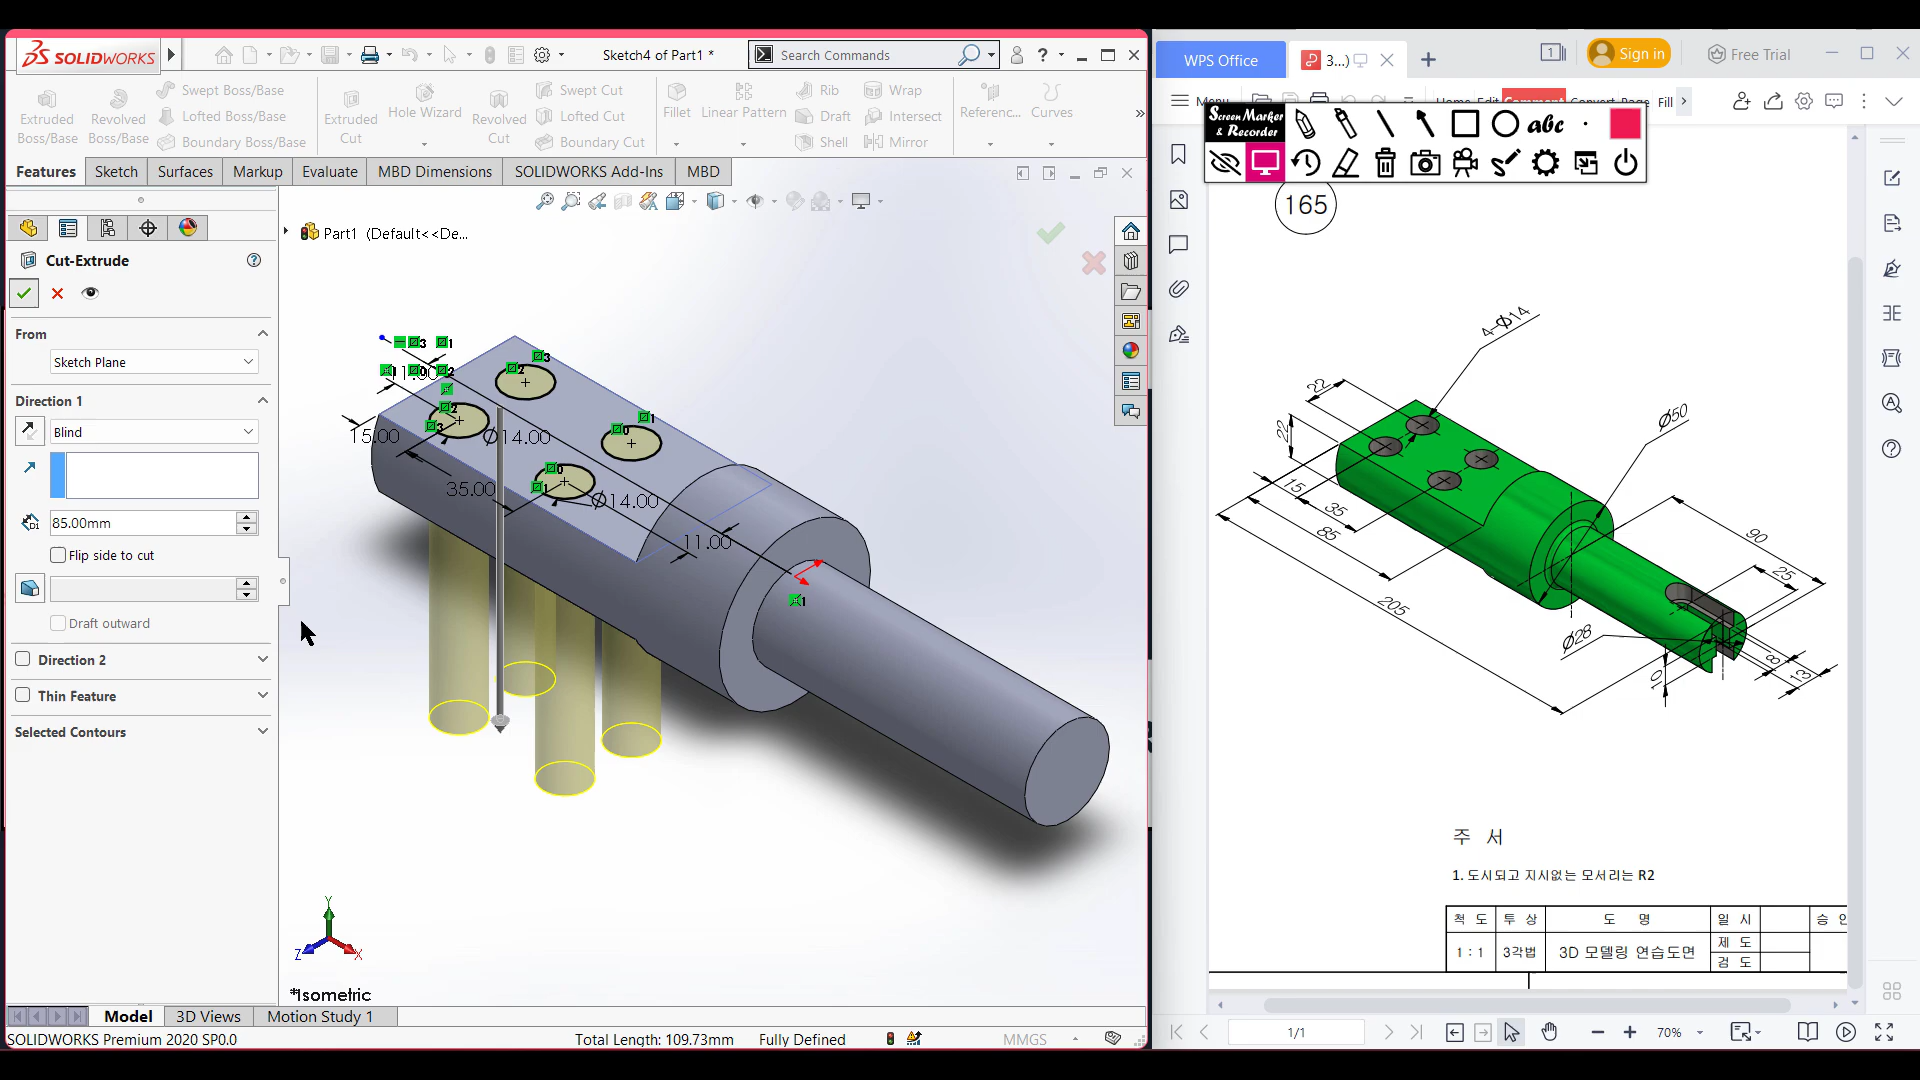 SOLIDWORKS
Sketch4 of Part1 *
Search Commands
Extruded Boss/Base
Revolved Boss/Base
Swept Boss/Base
Lofted Boss/Base
Boundary Boss/Base
Extruded Cut
Hole Wizard
Revolved Cut
Swept Cut
Lofted Cut
Boundary Cut
Fillet
Linear Pattern
Rib
Draft
Shell
Wrap
Intersect
Mirror
Referenc...
Curves
Features
Sketch
Surfaces
Markup
Evaluate
MBD Dimensions
SOLIDWORKS Add-Ins
MBD
Part1 (Default<<De...
Cut-Extrude
From
Sketch Plane
Direction 1
Blind
85.00mm
Flip side to cut
Draft outward
Direction 2
Thin Feature
Selected Contours
15.00
Ø14.00
35.00
Ø14.00
11.00
Y
Z
X
*Isometric
Model
3D Views
Motion Study 1
SOLIDWORKS Premium 2020 SP0.0
Total Length: 109.73mm
Fully Defined
MMGS
WPS Office
3...)
1
Sign in
Free Trial
Menu
Fill
Screen Marker & Recorder
abc
165
4-Ø14
22
Ø50
22
15
35
85
90
25
205
Ø28
8
13
10
주 서
1. 도시되고 지시없는 모서리는 R2
척 도
투 상
도 명
일 시
1 : 1
3각법
3D 모델링 연습도면
제 도
검 도
1/1
70%